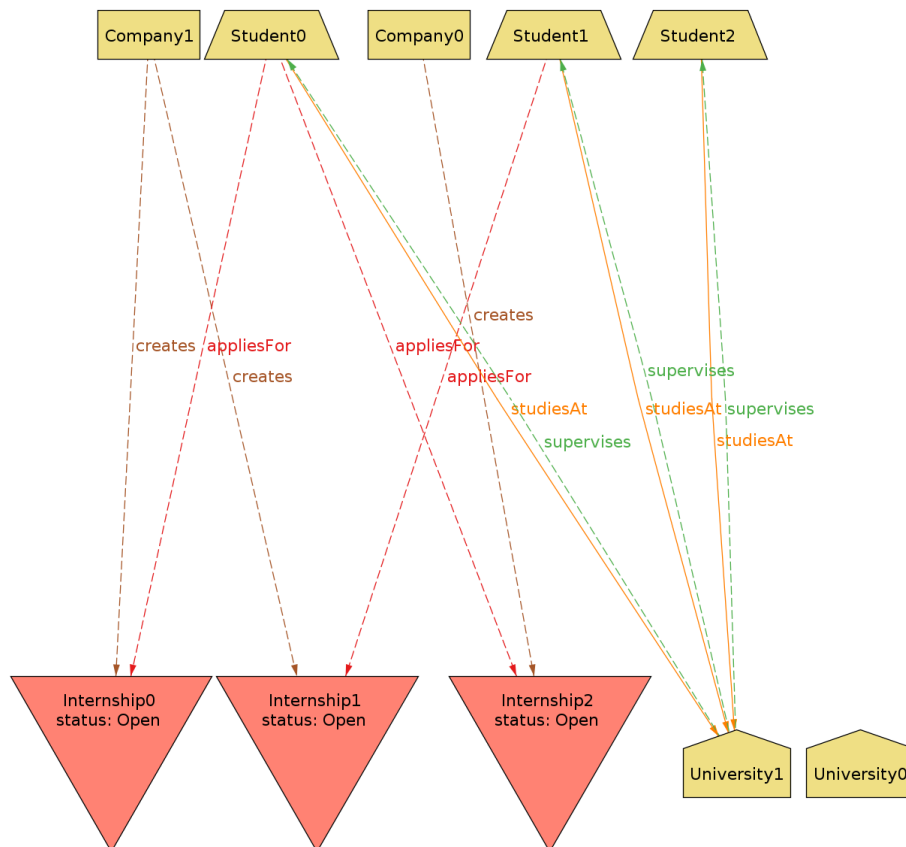 Company1
Student0
Company0
Student1
Student2
creates
creates
appliesFor
creates
appliesFor
appliesFor
supervises
studiesAt
studiesAt
supervises
supervises
studiesAt
Internship0
status: Open
Internship1
status: Open
Internship2
status: Open
University1
University0